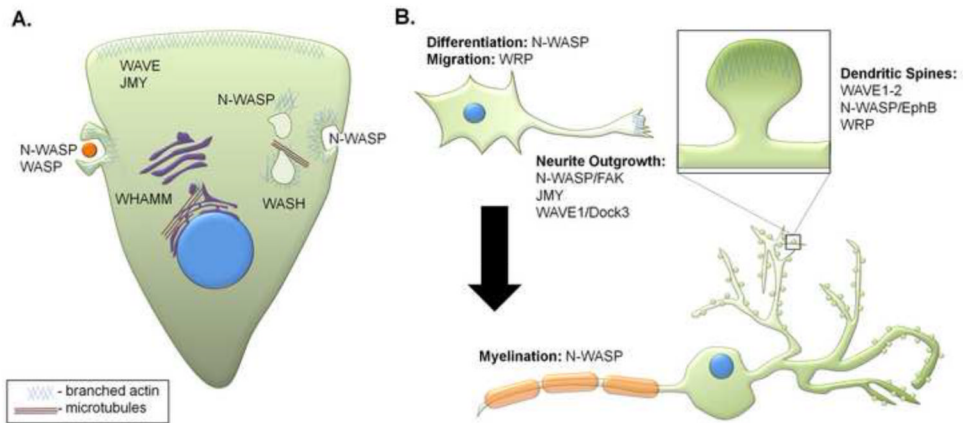 A.
WAVE
JMY
N-WASP
N-WASP
N-WASP
WASP
WHAMM
WASH
- branched actin
- microtubules
B.
Differentiation: N-WASP
Migration: WRP
Neurite Outgrowth:
N-WASP/FAK
JMY
WAVE1/Dock3
Dendritic Spines:
WAVE1-2
N-WASP/EphB
WRP
Myelination: N-WASP